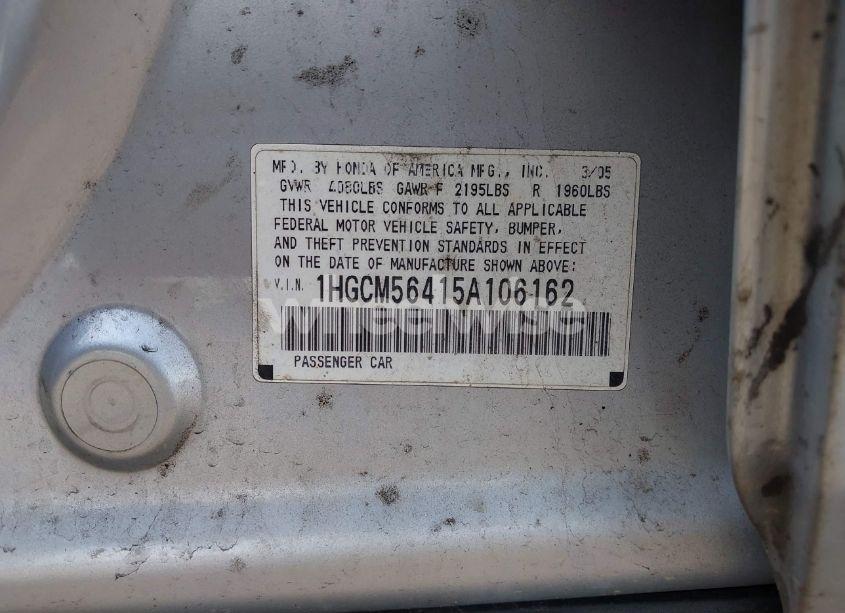 MFD. BY HONDA OF AMERICA MFG., INC. 3/05
GVWR 4080LBS GAWR F 2195LBS R 1960LBS
THIS VEHICLE CONFORMS TO ALL APPLICABLE
FEDERAL MOTOR VEHICLE SAFETY, BUMPER,
AND THEFT PREVENTION STANDARDS IN EFFECT
ON THE DATE OF MANUFACTURE SHOWN ABOVE:
V.I.N. 1HGCM56415A106162
wheelwise
PASSENGER CAR